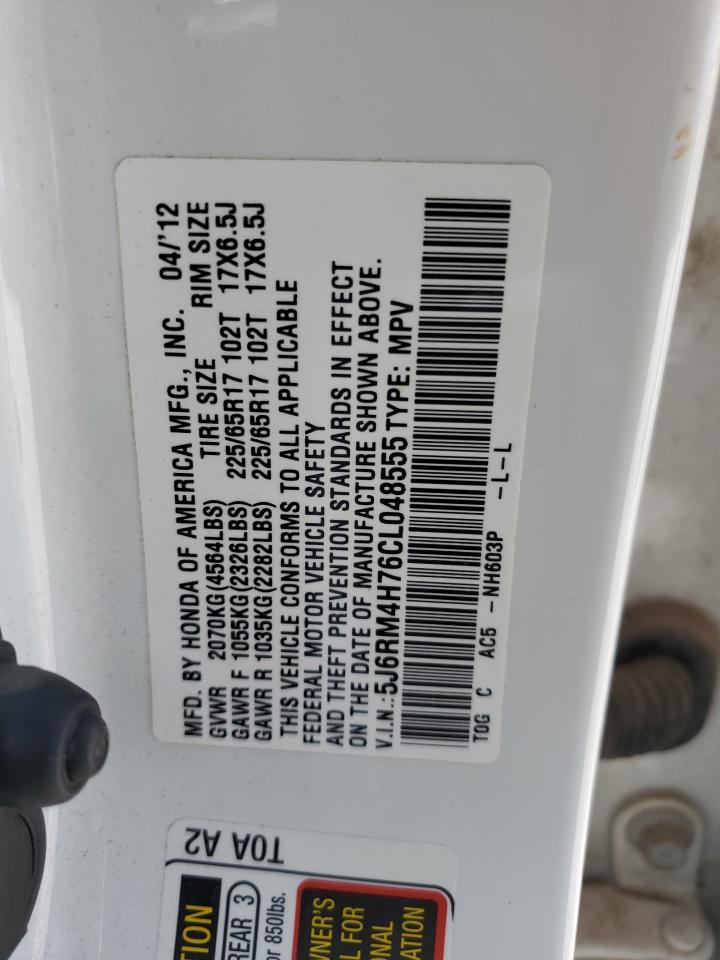 MFD. BY HONDA OF AMERICA MFG., INC. 04/'12
GVWR 2070KG(4564LBS) TIRE SIZE RIM SIZE
GAWR F 1055KG(2326LBS) 225/65R17 102T 17X6.5J
GAWR R 1035KG(2282LBS) 225/65R17 102T 17X6.5J
THIS VEHICLE CONFORMS TO ALL APPLICABLE
FEDERAL MOTOR VEHICLE SAFETY
AND THEFT PREVENTION STANDARDS IN EFFECT
ON THE DATE OF MANUFACTURE SHOWN ABOVE.
V.I.N.: 5J6RM4H76CL048555 TYPE: MPV
T0G C AC5 -NH603P -L-L
T0A A2
REAR 3
850lbs.